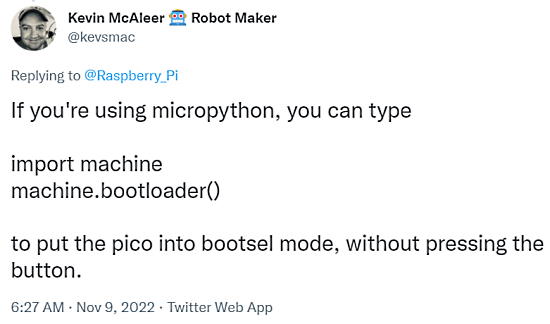 Kevin McAleer 🤖 Robot Maker
@kevsmac
Replying to @Raspberry_Pi
If you're using micropython, you can type
import machine
machine.bootloader()
to put the pico into bootsel mode, without pressing the
button.
6:27 AM · Nov 9, 2022 · Twitter Web App